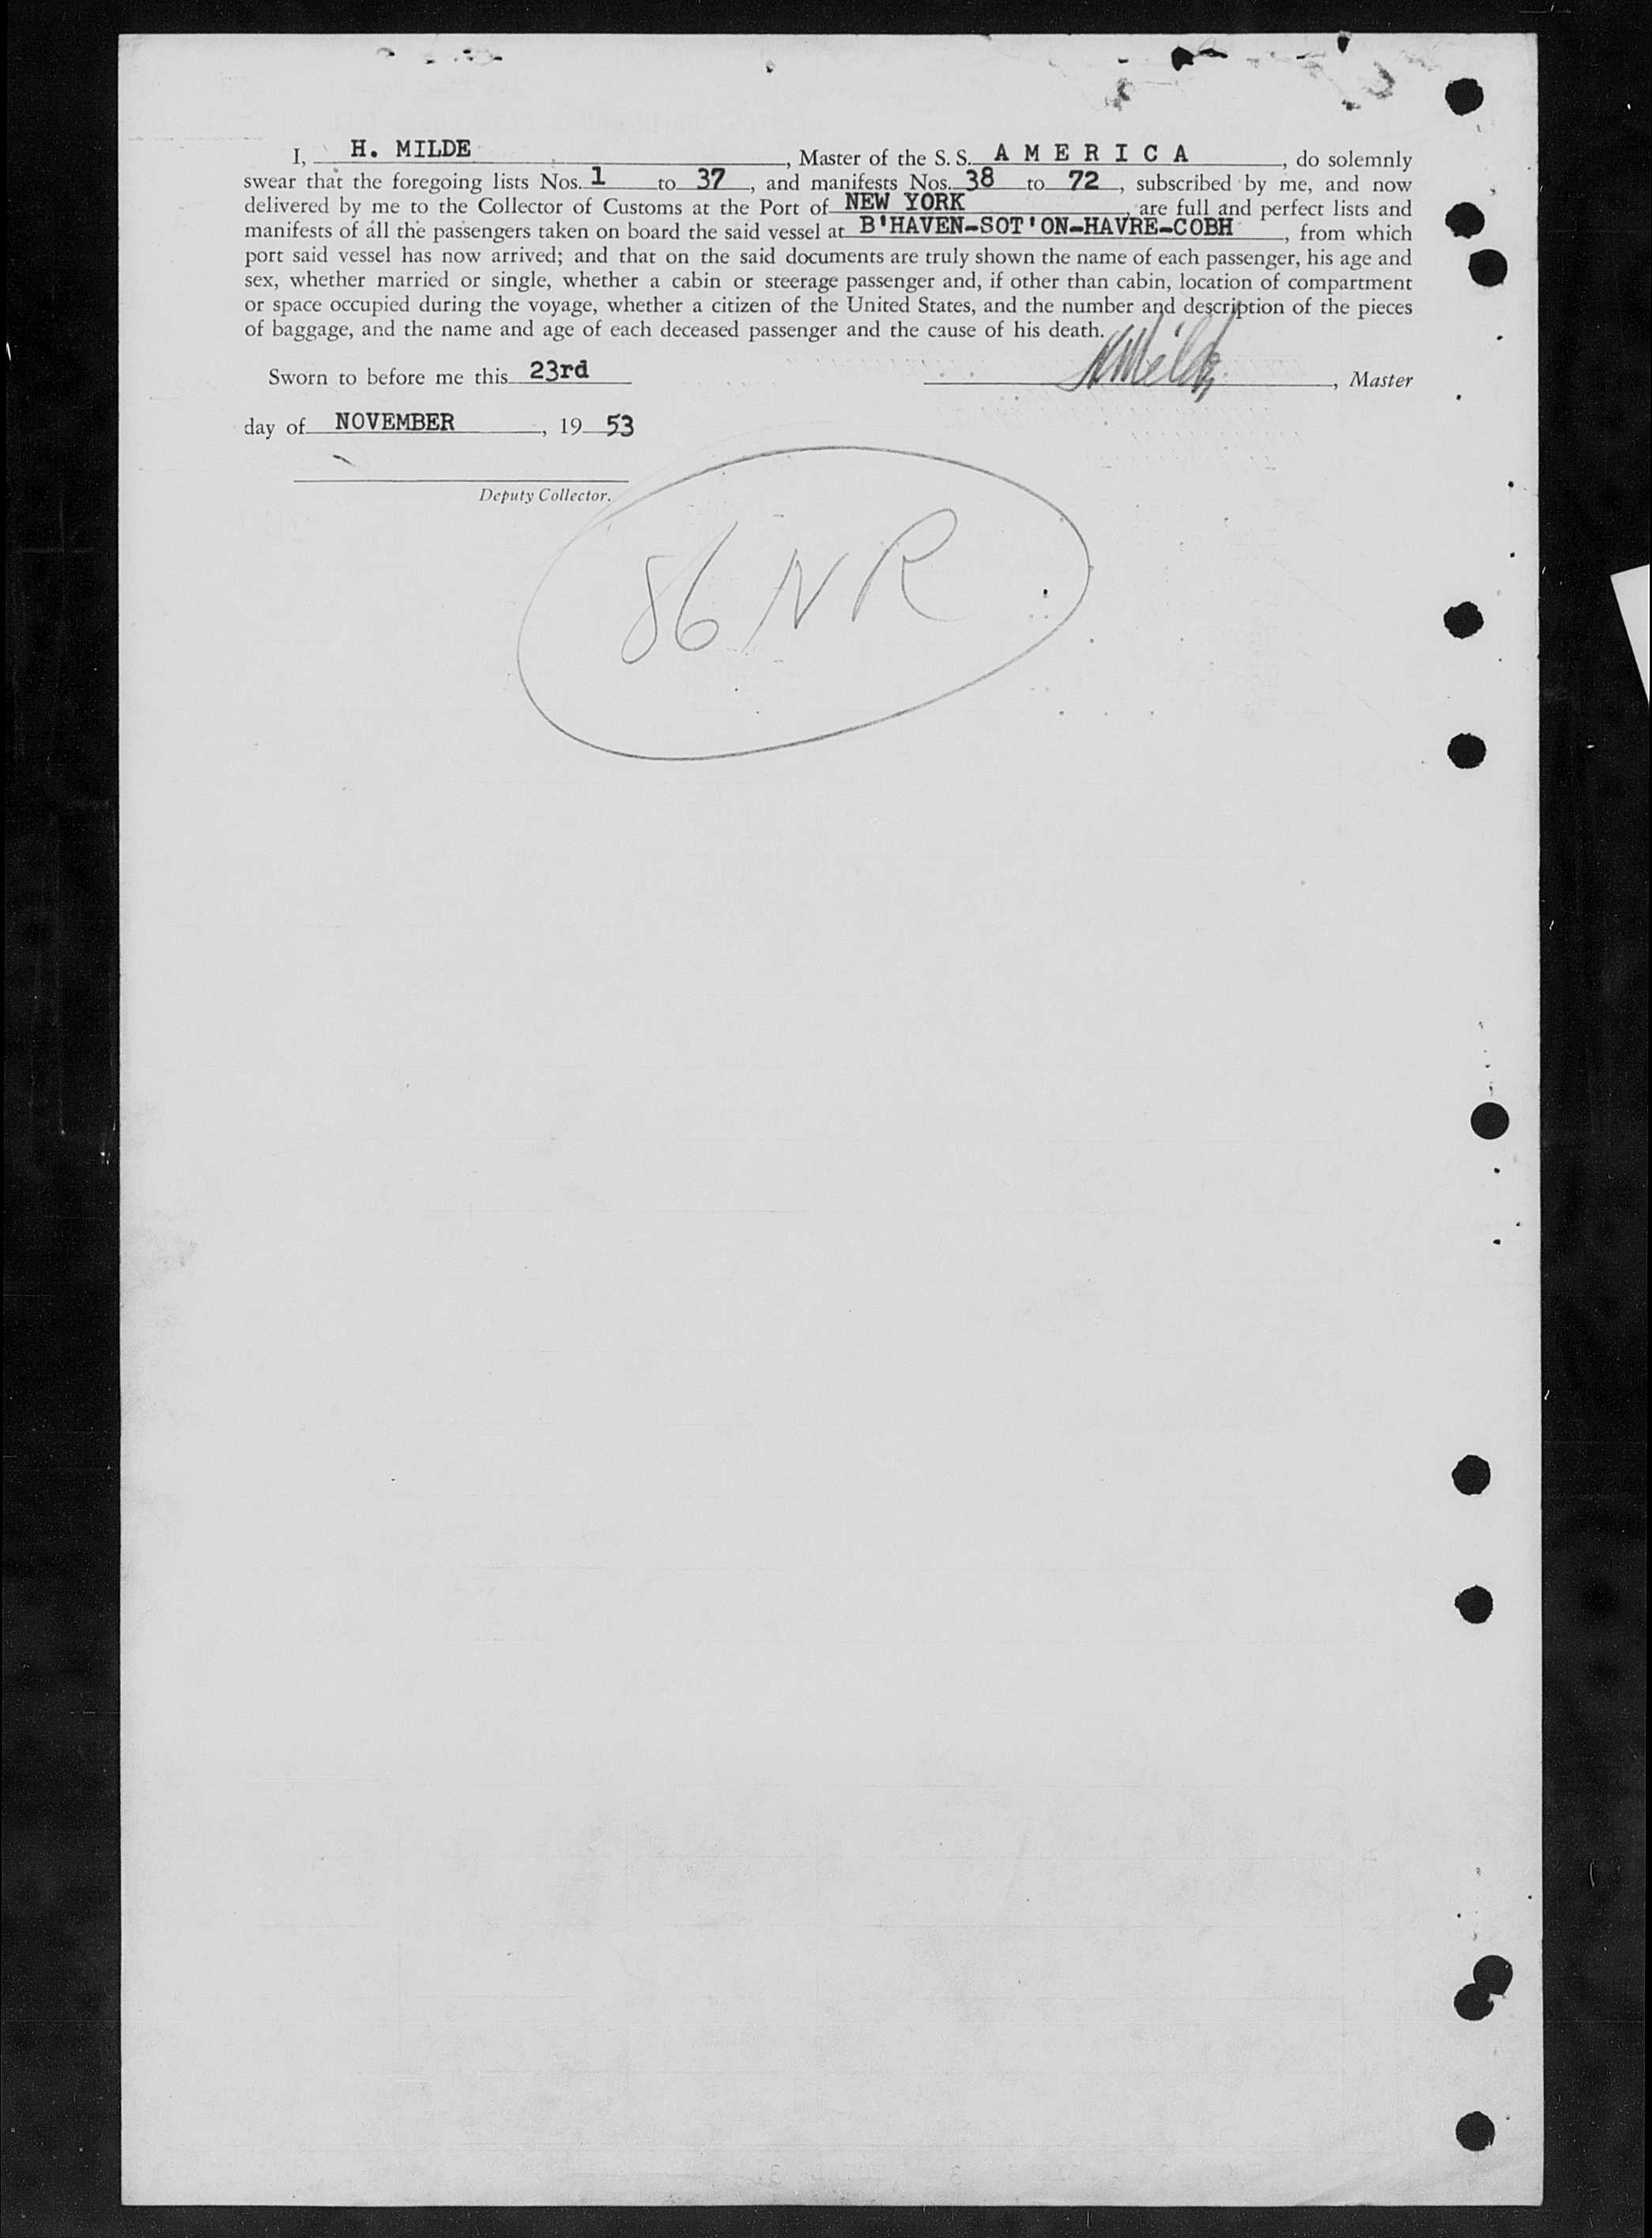 I, H. MILDE, Master of the S. S. A M E R I C A, do solemnly
swear that the foregoing lists Nos. 1 to 37, and manifests Nos. 38 to 72, subscribed by me, and now
delivered by me to the Collector of Customs at the Port of NEW YORK, are full and perfect lists and
manifests of all the passengers taken on board the said vessel at B'HAVEN-SOT'ON-HAVRE-COBH, from which
port said vessel has now arrived; and that on the said documents are truly shown the name of each passenger, his age and
sex, whether married or single, whether a cabin or steerage passenger and, if other than cabin, location of compartment
or space occupied during the voyage, whether a citizen of the United States, and the number and description of the pieces
of baggage, and the name and age of each deceased passenger and the cause of his death.
Sworn to before me this 23rd
HMilde, Master
day of NOVEMBER, 19 53
Deputy Collector.
86 NR